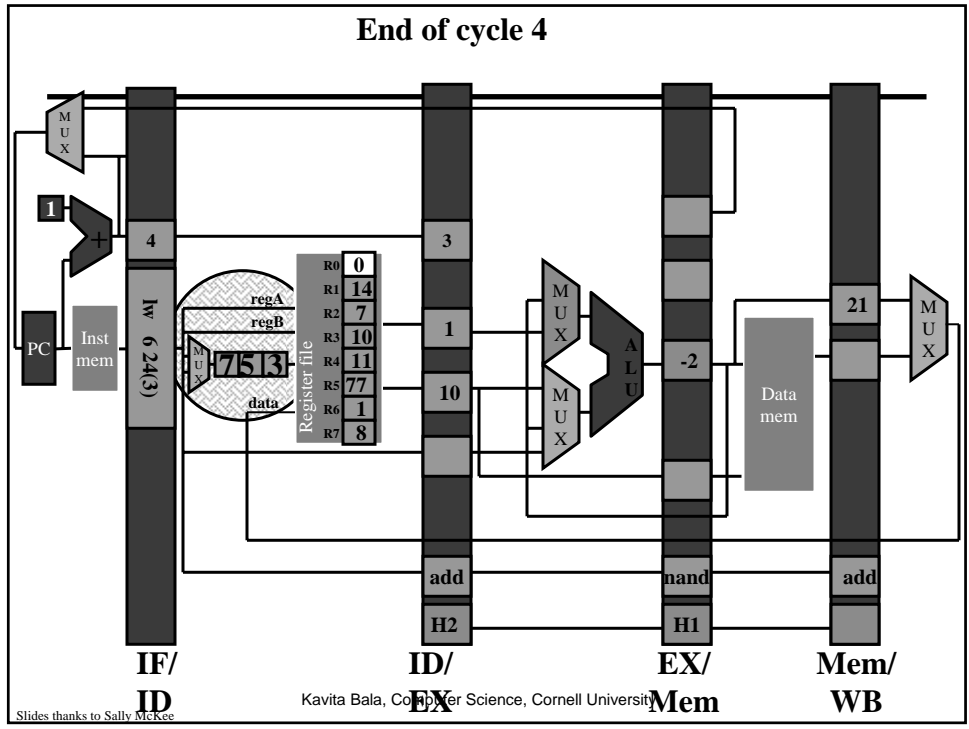 End of cycle 4
M
U
X
1
+
4
3
R0 0
R1 14
R2 7
R3 10
R4 11
R5 77
R6 1
R7 8
Register file
regA
regB
M
U
X
7 5 3
data
PC
Inst
mem
lw 6 24(3)
1
10
M
U
X
M
U
X
A
L
U
-2
Data
mem
21
M
U
X
add
nand
add
H2
H1
IF/
ID
ID/
EX
EX/
Mem
Mem/
WB
Kavita Bala, Computer Science, Cornell University
Slides thanks to Sally McKee